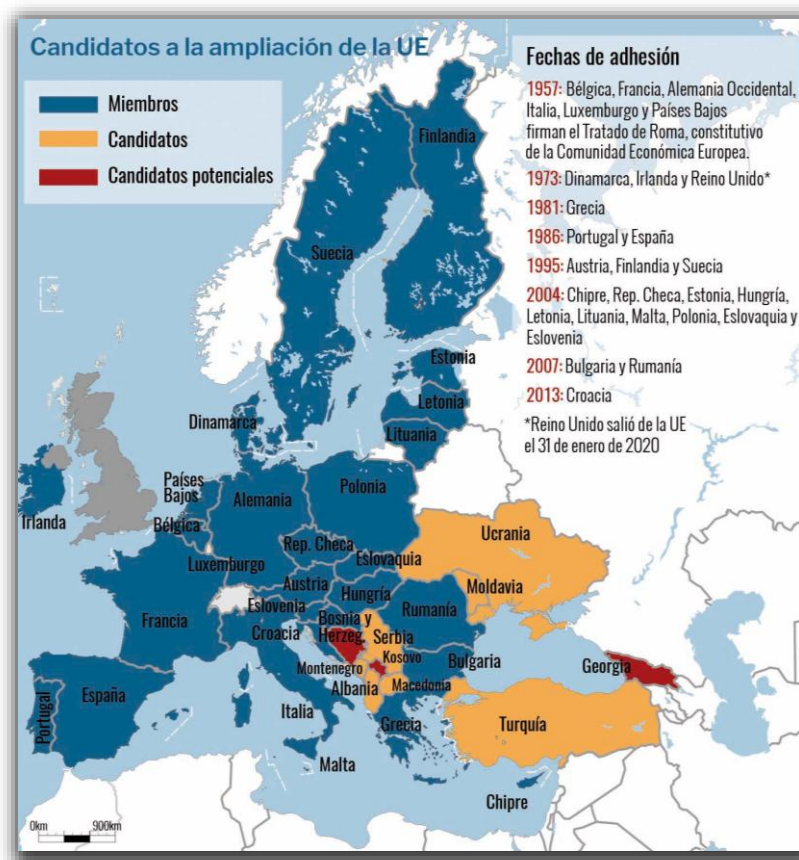 Candidatos a la ampliación de la UE
Miembros
Candidatos
Candidatos potenciales
Fechas de adhesión
1957: Bélgica, Francia, Alemania Occidental,
Italia, Luxemburgo y Países Bajos
firman el Tratado de Roma, constitutivo
de la Comunidad Económica Europea.
1973: Dinamarca, Irlanda y Reino Unido*
1981: Grecia
1986: Portugal y España
1995: Austria, Finlandia y Suecia
2004: Chipre, Rep. Checa, Estonia, Hungría,
Letonia, Lituania, Malta, Polonia, Eslovaquia y
Eslovenia
2007: Bulgaria y Rumanía
2013: Croacia
*Reino Unido salió de la UE
el 31 de enero de 2020
Finlandia
Suecia
Estonia
Letonia
Lituania
Dinamarca
Irlanda
Países
Bajos
Bélgica
Alemania
Polonia
Luxemburgo
Rep. Checa
Eslovaquia
Ucrania
Moldavia
Francia
Austria
Hungría
Eslovenia
Rumanía
Croacia
Bosnia y
Herzeg.
Serbia
Kosovo
Montenegro
Bulgaria
Georgia
Albania
Macedonia
Portugal
España
Italia
Grecia
Turquía
Malta
Chipre
0km
900km